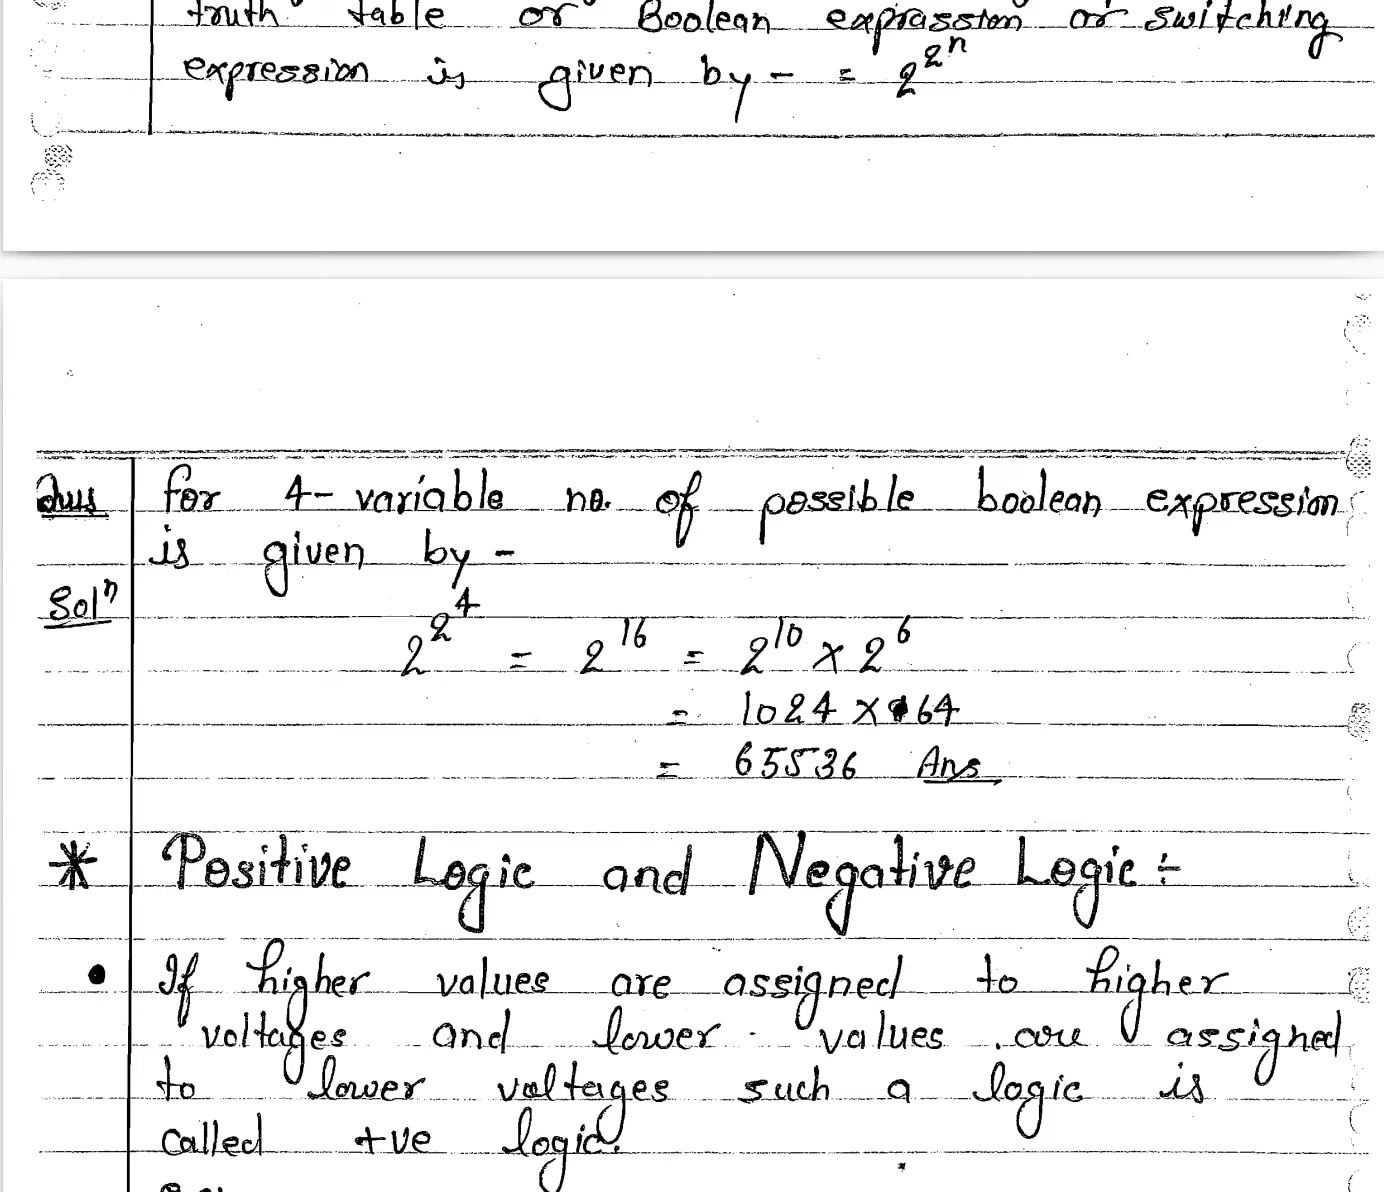 truth table or Boolean exprassion or switching
expression is given by - = 2^2^n
Ques for 4- variable no. of possible boolean expression
is given by -
Solⁿ
2^2^4 = 2^16 = 2^10 x 2^6
= 1024 x 64
= 65536 Ans
* Positive Logic and Negative Logic :-
• If higher values are assigned to higher
voltages and lower values are assigned
to lower voltages such a logic is
called +ve logic.